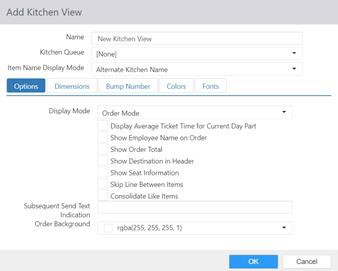 Add Kitchen View
Name New Kitchen View
Kitchen Queue [None]
Item Name Display Mode Alternate Kitchen Name
Options Dimensions Bump Number Colors Fonts
Display Mode Order Mode
Display Average Ticket Time for Current Day Part
Show Employee Name on Order
Show Order Total
Show Destination in Header
Show Seat Information
Skip Line Between Items
Consolidate Like Items
Subsequent Send Text
Indication
Order Background rgba(255, 255, 255, 1)
OK Cancel